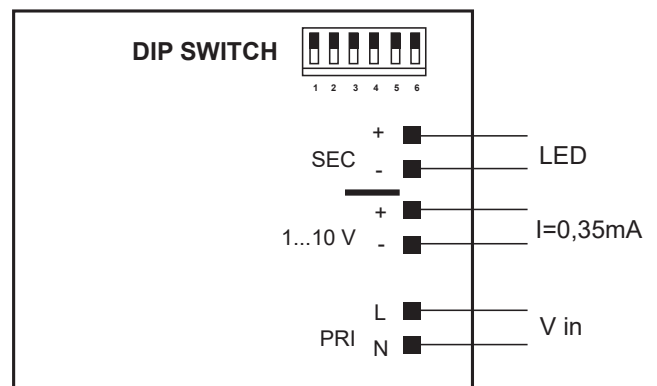 DIP SWITCH
1 2 3 4 5 6
+
SEC
-
LED
+
1...10 V
-
I=0,35mA
L
PRI
N
V in